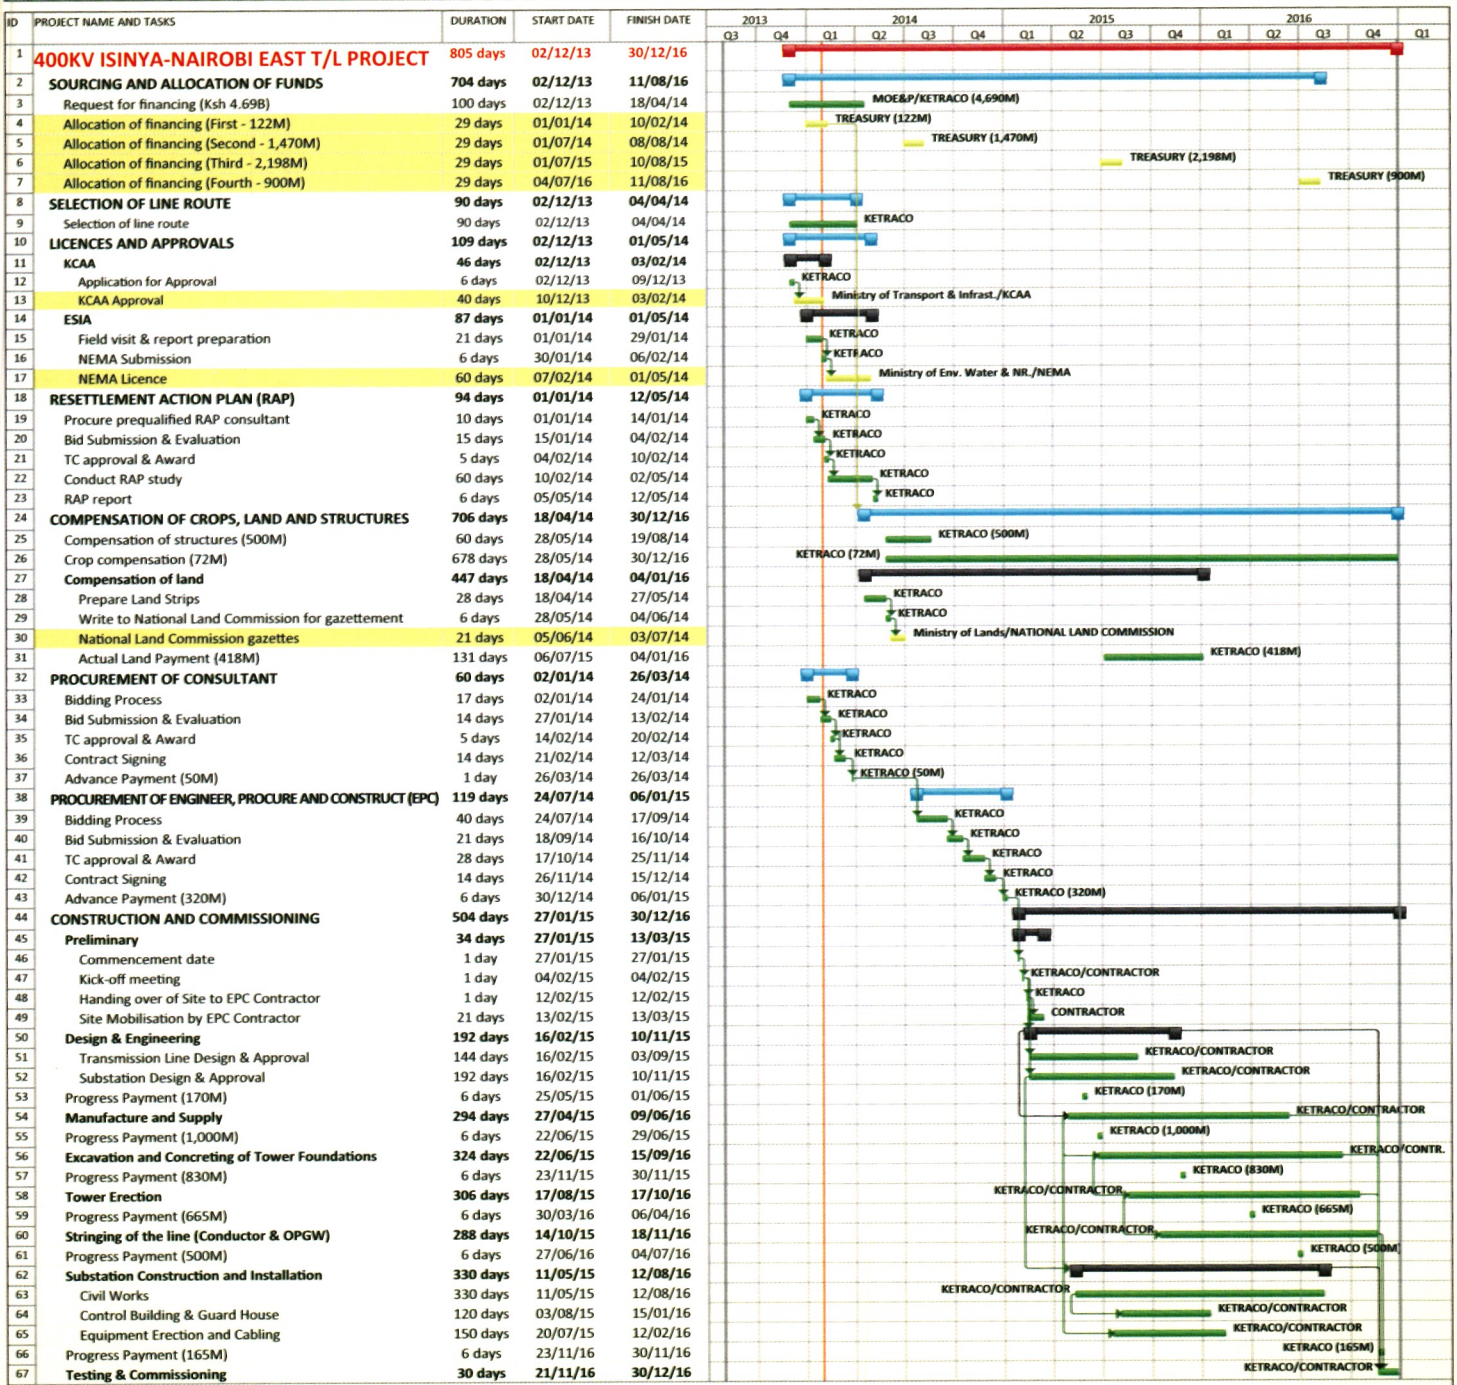 ID PROJECT NAME AND TASKS DURATION START DATE FINISH DATE 2013 2014 2015 2016
Q3 Q4 Q1 Q2 Q3 Q4 Q1 Q2 Q3 Q4 Q1 Q2 Q3 Q4 Q1
1 400KV ISINYA-NAIROBI EAST T/L PROJECT 805 days 02/12/13 30/12/16
2 SOURCING AND ALLOCATION OF FUNDS 704 days 02/12/13 11/08/16
3 Request for financing (Ksh 4.69B) 100 days 02/12/13 18/04/14 MOE&P/KETRACO (4,690M)
4 Allocation of financing (First - 122M) 29 days 01/01/14 10/02/14 TREASURY (122M)
5 Allocation of financing (Second - 1,470M) 29 days 01/07/14 08/08/14 TREASURY (1,470M)
6 Allocation of financing (Third - 2,198M) 29 days 01/07/15 10/08/15 TREASURY (2,198M)
7 Allocation of financing (Fourth - 900M) 29 days 04/07/16 11/08/16 TREASURY (900M)
8 SELECTION OF LINE ROUTE 90 days 02/12/13 04/04/14
9 Selection of line route 90 days 02/12/13 04/04/14 KETRACO
10 LICENCES AND APPROVALS 109 days 02/12/13 01/05/14
11 KCAA 46 days 02/12/13 03/02/14
12 Application for Approval 6 days 02/12/13 09/12/13 KETRACO
13 KCAA Approval 40 days 10/12/13 03/02/14 Ministry of Transport & Infrast./KCAA
14 ESIA 87 days 01/01/14 01/05/14
15 Field visit & report preparation 21 days 01/01/14 29/01/14 KETRACO
16 NEMA Submission 6 days 30/01/14 06/02/14 KETRACO
17 NEMA Licence 60 days 07/02/14 01/05/14 Ministry of Env. Water & NR./NEMA
18 RESETTLEMENT ACTION PLAN (RAP) 94 days 01/01/14 12/05/14
19 Procure prequalified RAP consultant 10 days 01/01/14 14/01/14 KETRACO
20 Bid Submission & Evaluation 15 days 15/01/14 04/02/14 KETRACO
21 TC approval & Award 5 days 04/02/14 10/02/14 KETRACO
22 Conduct RAP study 60 days 10/02/14 02/05/14 KETRACO
23 RAP report 6 days 05/05/14 12/05/14 KETRACO
24 COMPENSATION OF CROPS, LAND AND STRUCTURES 706 days 18/04/14 30/12/16
25 Compensation of structures (500M) 60 days 28/05/14 19/08/14 KETRACO (500M)
26 Crop compensation (72M) 678 days 28/05/14 30/12/16 KETRACO (72M)
27 Compensation of land 447 days 18/04/14 04/01/16
28 Prepare Land Strips 28 days 18/04/14 27/05/14 KETRACO
29 Write to National Land Commission for gazettement 6 days 28/05/14 04/06/14 KETRACO
30 National Land Commission gazettes 21 days 05/06/14 03/07/14 Ministry of Lands/NATIONAL LAND COMMISSION
31 Actual Land Payment (418M) 131 days 06/07/15 04/01/16 KETRACO (418M)
32 PROCUREMENT OF CONSULTANT 60 days 02/01/14 26/03/14
33 Bidding Process 17 days 02/01/14 24/01/14 KETRACO
34 Bid Submission & Evaluation 14 days 27/01/14 13/02/14 KETRACO
35 TC approval & Award 5 days 14/02/14 20/02/14 KETRACO
36 Contract Signing 14 days 21/02/14 12/03/14 KETRACO
37 Advance Payment (50M) 1 day 26/03/14 26/03/14 KETRACO (50M)
38 PROCUREMENT OF ENGINEER, PROCURE AND CONSTRUCT (EPC) 119 days 24/07/14 06/01/15
39 Bidding Process 40 days 24/07/14 17/09/14 KETRACO
40 Bid Submission & Evaluation 21 days 18/09/14 16/10/14 KETRACO
41 TC approval & Award 28 days 17/10/14 25/11/14 KETRACO
42 Contract Signing 14 days 26/11/14 15/12/14 KETRACO
43 Advance Payment (320M) 6 days 30/12/14 06/01/15 KETRACO (320M)
44 CONSTRUCTION AND COMMISSIONING 504 days 27/01/15 30/12/16
45 Preliminary 34 days 27/01/15 13/03/15
46 Commencement date 1 day 27/01/15 27/01/15
47 Kick-off meeting 1 day 04/02/15 04/02/15 KETRACO/CONTRACTOR
48 Handing over of Site to EPC Contractor 1 day 12/02/15 12/02/15 KETRACO
49 Site Mobilisation by EPC Contractor 21 days 13/02/15 13/03/15 CONTRACTOR
50 Design & Engineering 192 days 16/02/15 10/11/15
51 Transmission Line Design & Approval 144 days 16/02/15 03/09/15 KETRACO/CONTRACTOR
52 Substation Design & Approval 192 days 16/02/15 10/11/15 KETRACO/CONTRACTOR
53 Progress Payment (170M) 6 days 25/05/15 01/06/15 KETRACO (170M)
54 Manufacture and Supply 294 days 27/04/15 09/06/16 KETRACO/CONTRACTOR
55 Progress Payment (1,000M) 6 days 22/06/15 29/06/15 KETRACO (1,000M)
56 Excavation and Concreting of Tower Foundations 324 days 22/06/15 15/09/16 KETRACO/CONTR.
57 Progress Payment (830M) 6 days 23/11/15 30/11/15 KETRACO (830M)
58 Tower Erection 306 days 17/08/15 17/10/16 KETRACO/CONTRACTOR
59 Progress Payment (665M) 6 days 30/03/16 06/04/16 KETRACO (665M)
60 Stringing of the line (Conductor & OPGW) 288 days 14/10/15 18/11/16 KETRACO/CONTRACTOR
61 Progress Payment (500M) 6 days 27/06/16 04/07/16 KETRACO (500M)
62 Substation Construction and Installation 330 days 11/05/15 12/08/16
63 Civil Works 330 days 11/05/15 12/08/16 KETRACO/CONTRACTOR
64 Control Building & Guard House 120 days 03/08/15 15/01/16 KETRACO/CONTRACTOR
65 Equipment Erection and Cabling 150 days 20/07/15 12/02/16 KETRACO/CONTRACTOR
66 Progress Payment (165M) 6 days 23/11/16 30/11/16 KETRACO (165M)
67 Testing & Commissioning 30 days 21/11/16 30/12/16 KETRACO/CONTRACTOR